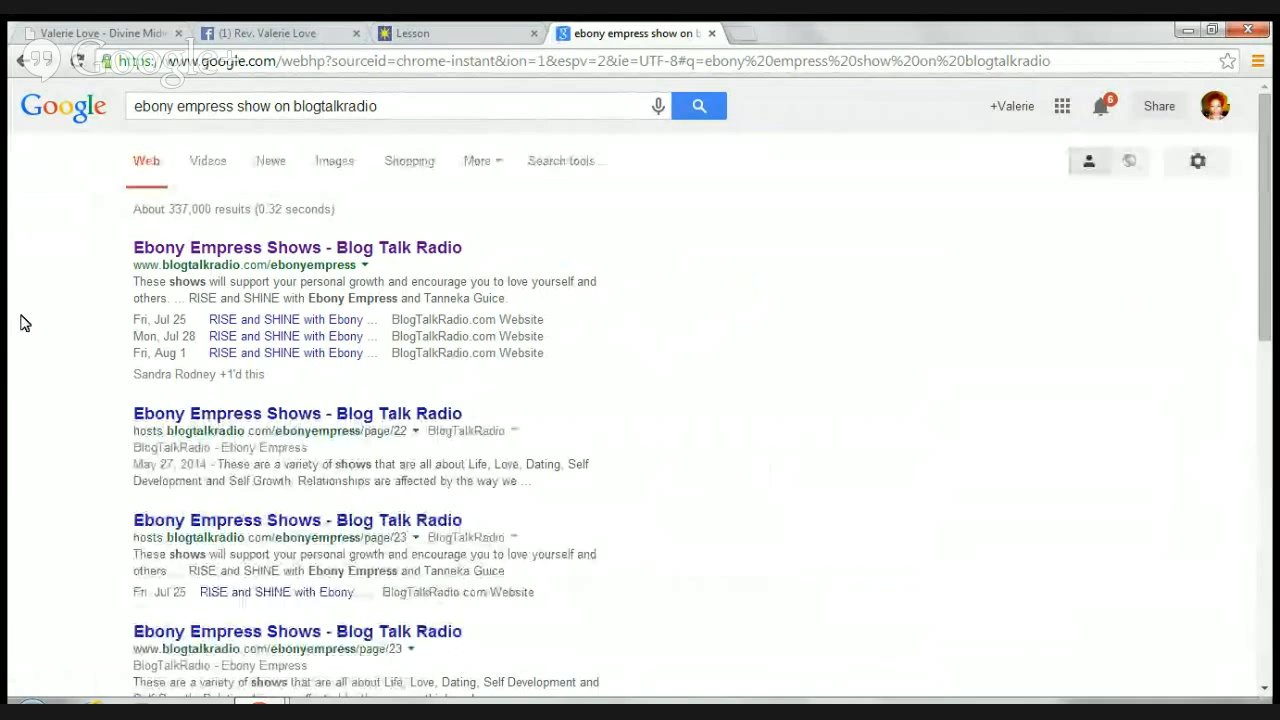 Valerie Love - Divine Mid
(1) Rev. Valerie Love
Lesson
ebony empress show on b
Google+
https://www.google.com/webhp?sourceid=chrome-instant&ion=1&espv=2&ie=UTF-8#q=ebony%20empress%20show%20on%20blogtalkradio
Google
ebony empress show on blogtalkradio
+Valerie
6
Share
Web Videos News Images Shopping More Search tools
About 337,000 results (0.32 seconds)
Ebony Empress Shows - Blog Talk Radio
www.blogtalkradio.com/ebonyempress
These shows will support your personal growth and encourage you to love yourself and
others. ... RISE and SHINE with Ebony Empress and Tanneka Guice.
Fri, Jul 25 RISE and SHINE with Ebony ... BlogTalkRadio.com Website
Mon, Jul 28 RISE and SHINE with Ebony ... BlogTalkRadio.com Website
Fri, Aug 1 RISE and SHINE with Ebony ... BlogTalkRadio.com Website
Sandra Rodney +1'd this
Ebony Empress Shows - Blog Talk Radio
hosts.blogtalkradio.com/ebonyempress/page/22 BlogTalkRadio
BlogTalkRadio - Ebony Empress
May 27, 2014 - These are a variety of shows that are all about Life, Love, Dating, Self
Development and Self Growth. Relationships are affected by the way we ...
Ebony Empress Shows - Blog Talk Radio
hosts.blogtalkradio.com/ebonyempress/page/23 BlogTalkRadio
These shows will support your personal growth and encourage you to love yourself and
others RISE and SHINE with Ebony Empress and Tanneka Guice
Fri Jul 25 RISE and SHINE with Ebony BlogTalkRadio.com Website
Ebony Empress Shows - Blog Talk Radio
www.blogtalkradio.com/ebonyempress/page/23
BlogTalkRadio - Ebony Empress
These are a variety of shows that are all about Life, Love, Dating, Self Development and